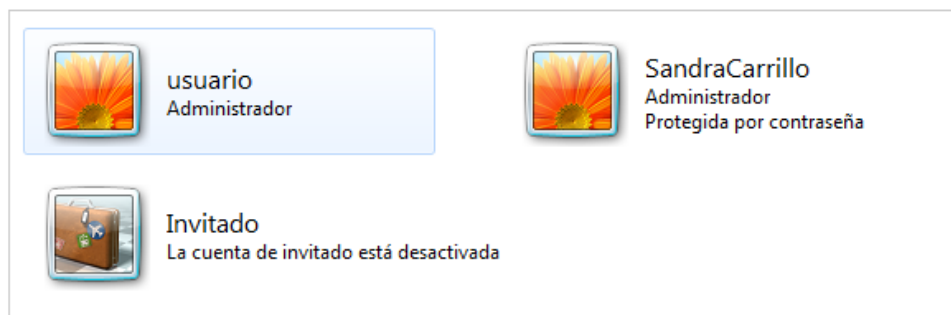 usuario
Administrador
SandraCarrillo
Administrador
Protegida por contraseña
Invitado
La cuenta de invitado está desactivada